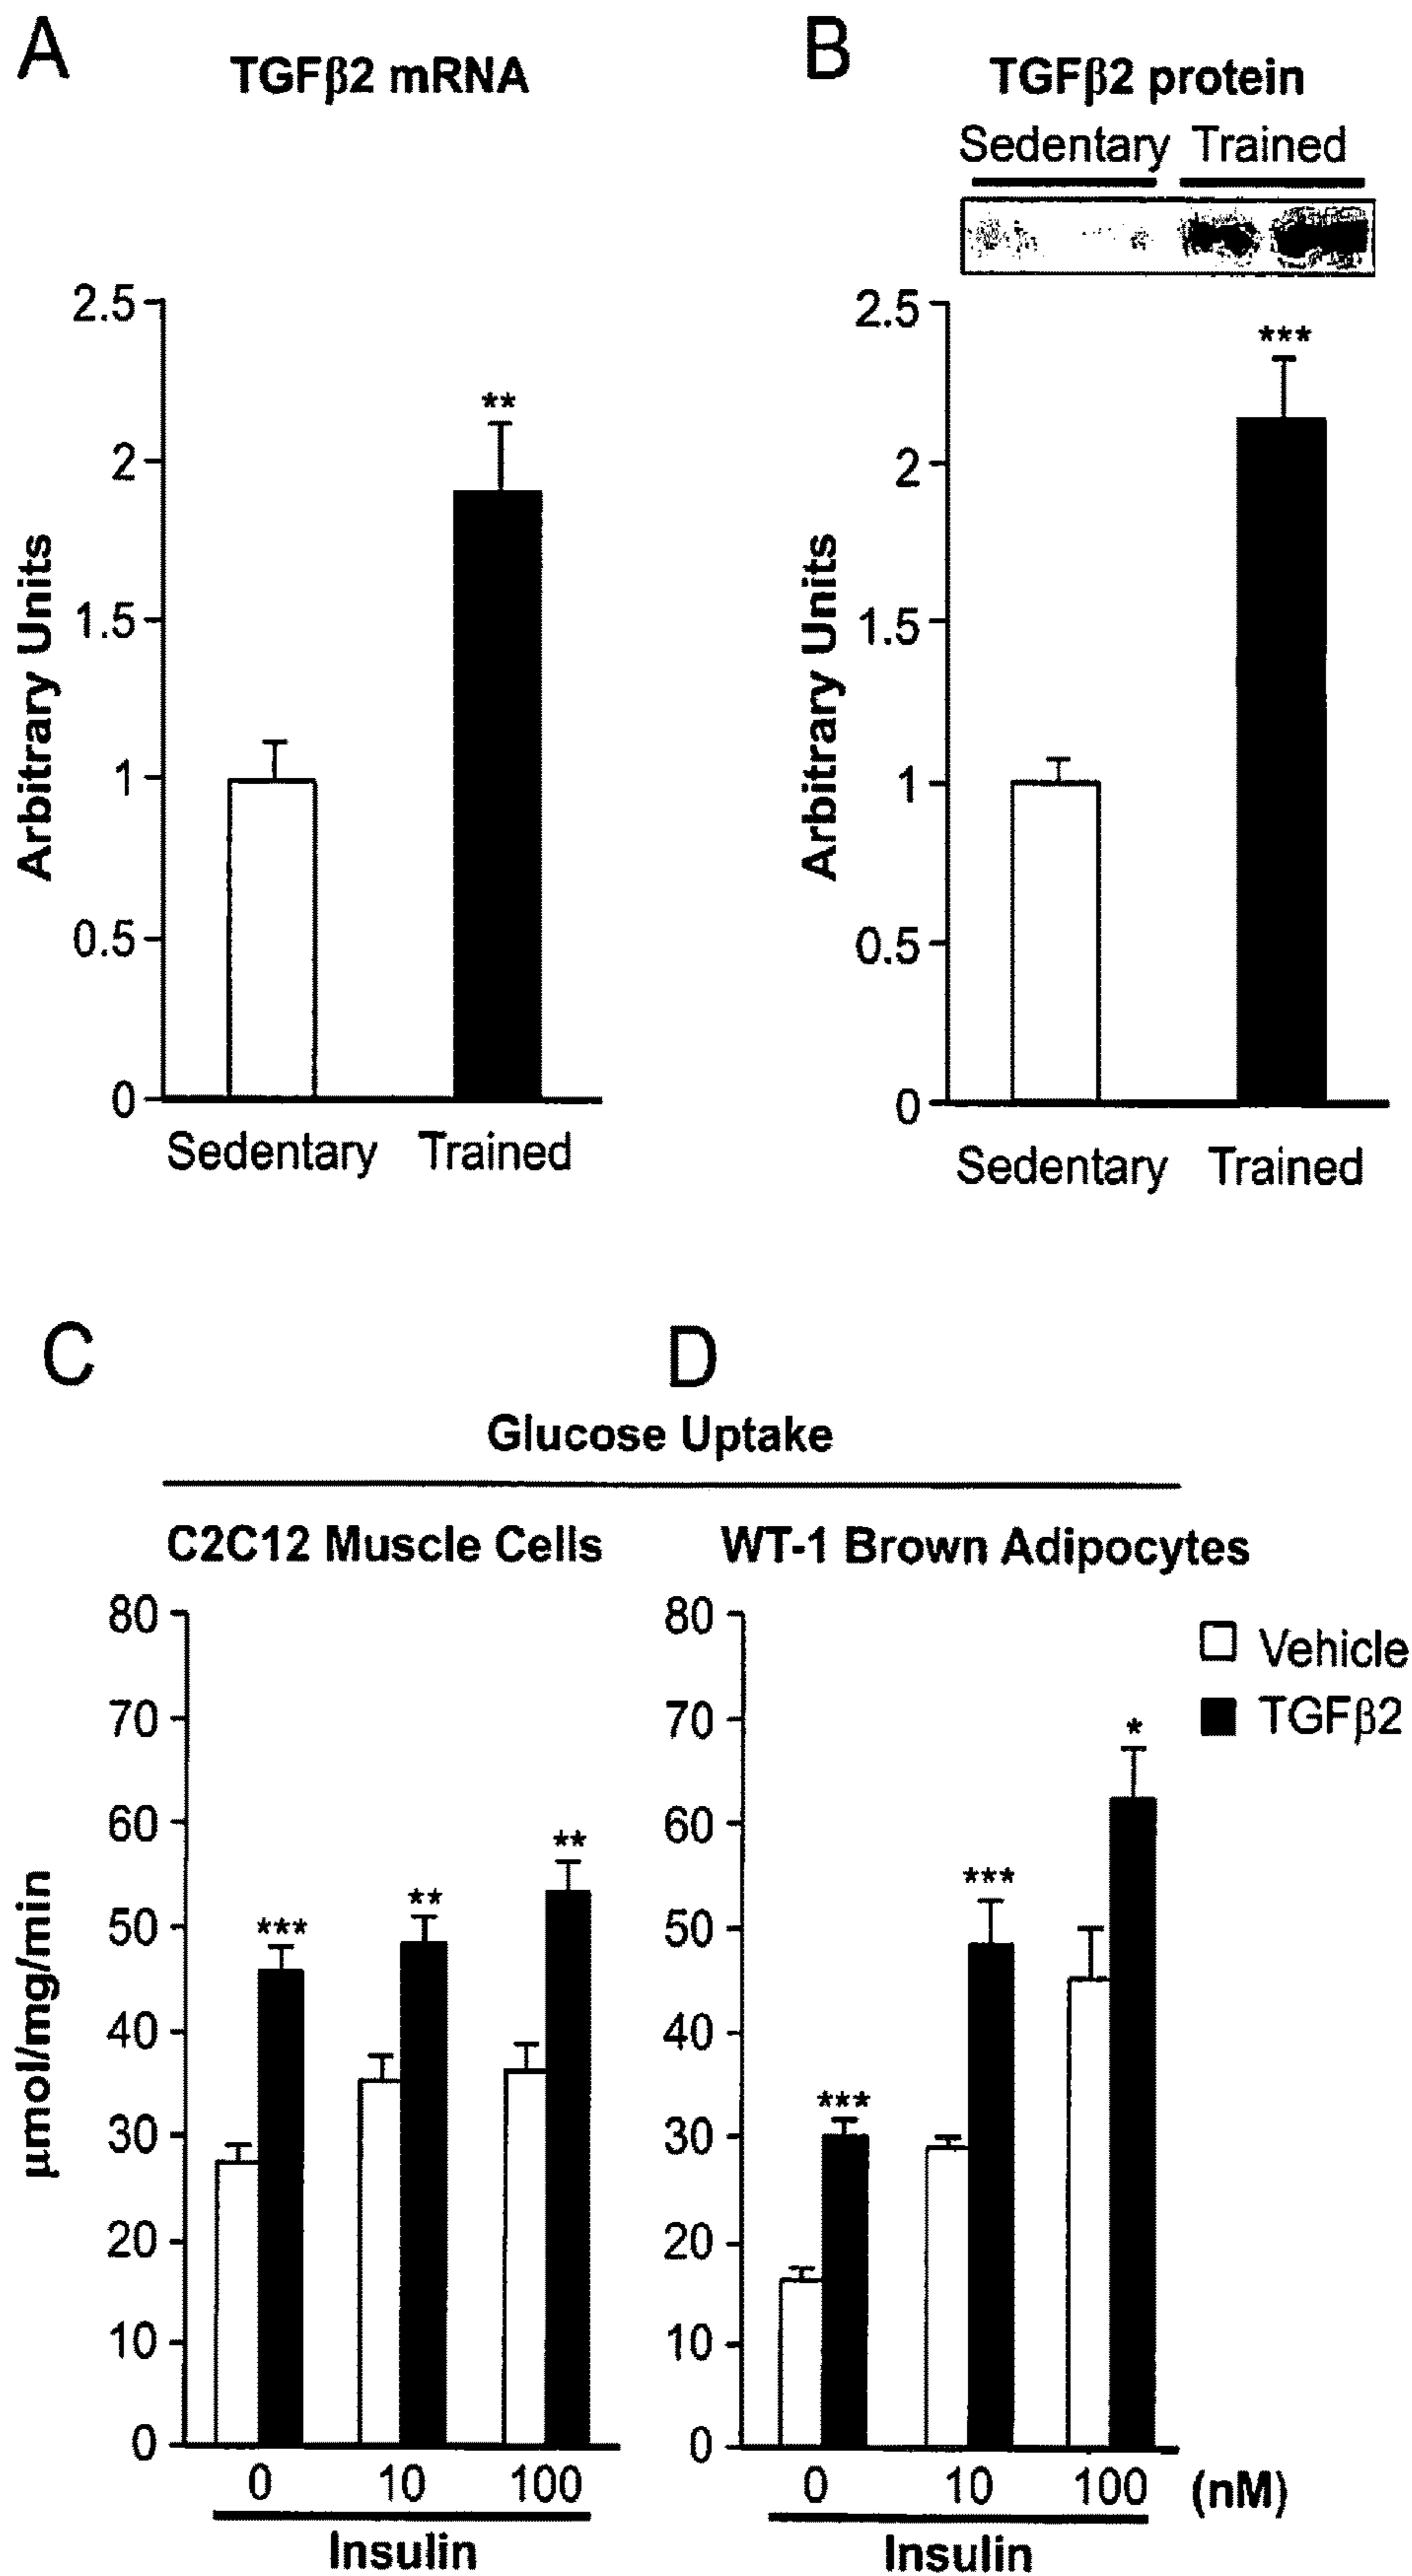 A
TGFβ2 mRNA
2.5
2
1.5
1
0.5
0
Arbitrary Units
**
Sedentary Trained
B
TGFβ2 protein
Sedentary Trained
2.5
2
1.5
1
0.5
0
Arbitrary Units
***
Sedentary Trained
C D
Glucose Uptake
C2C12 Muscle Cells
80
70
60
50
40
30
20
10
0
μmol/mg/min
*** ** **
0 10 100
Insulin
WT-1 Brown Adipocytes
80
70
60
50
40
30
20
10
0
*** *** *
0 10 100 (nM)
Insulin
Vehicle
TGFβ2